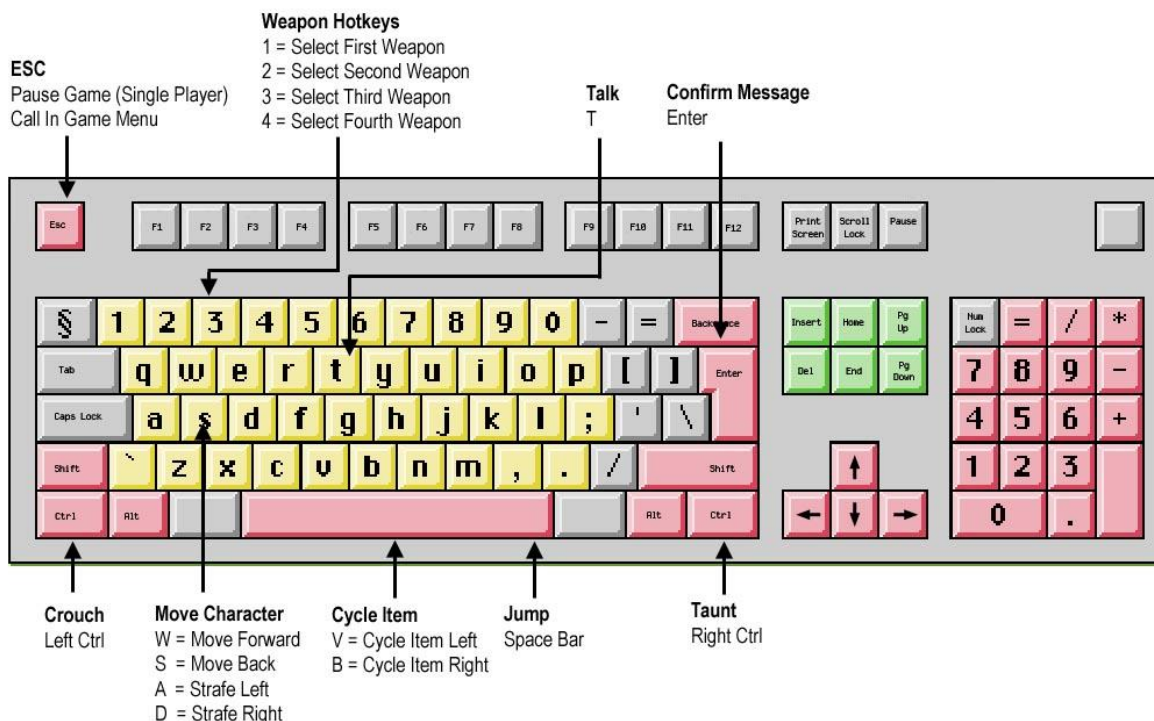 Weapon Hotkeys
1 = Select First Weapon
2 = Select Second Weapon
3 = Select Third Weapon
4 = Select Fourth Weapon
ESC
Pause Game (Single Player)
Call In Game Menu
Talk
T
Confirm Message
Enter
Esc F1 F2 F3 F4 F5 F6 F7 F8 F9 F10 F11 F12 Print Screen Scroll Lock Pause
§ 1 2 3 4 5 6 7 8 9 0 - = Backspace Insert Home Pg Up Num Lock = / *
Tab q w e r t y u i o p [ ] Enter Del End Pg Down 7 8 9 -
Caps Lock a s d f g h j k l ; ' \ 4 5 6 +
Shift ` z x c v b n m , . / Shift ↑ 1 2 3
Ctrl Alt Alt Ctrl ← ↓ → 0 .
Crouch
Left Ctrl
Move Character
W = Move Forward
S = Move Back
A = Strafe Left
D = Strafe Right
Cycle Item
V = Cycle Item Left
B = Cycle Item Right
Jump
Space Bar
Taunt
Right Ctrl